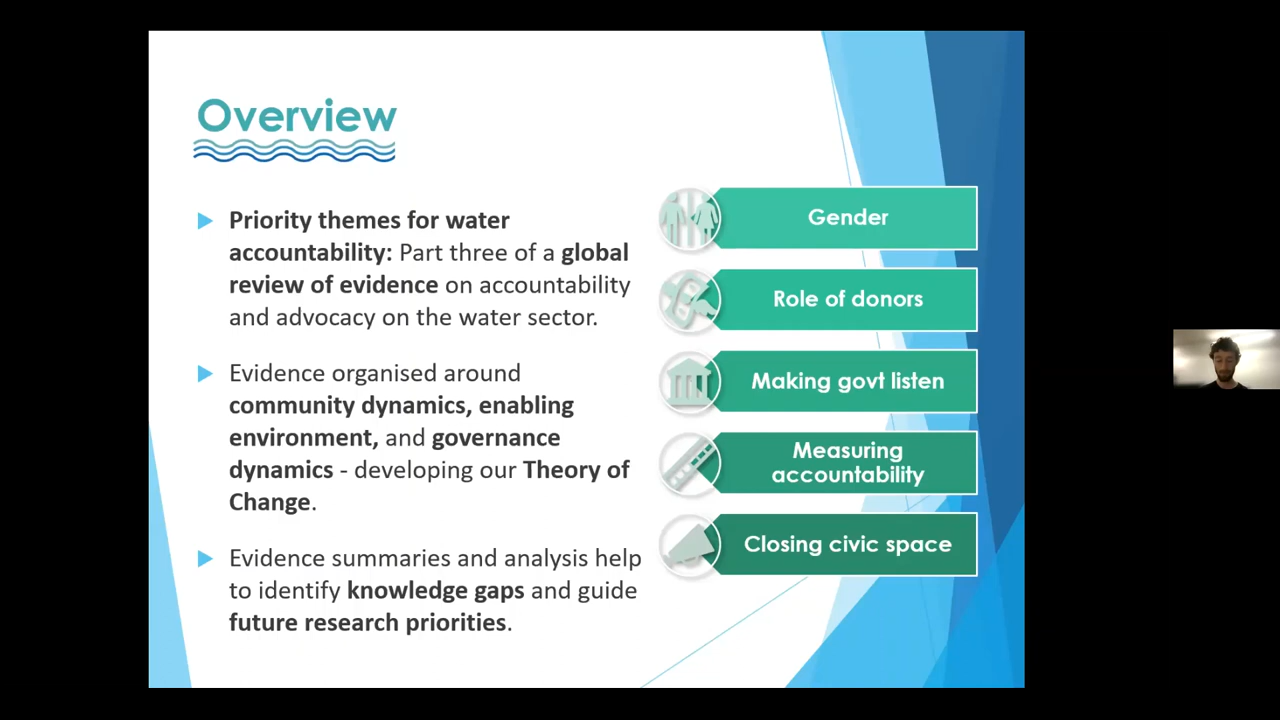 Overview
Priority themes for water
accountability: Part three of a global
review of evidence on accountability
and advocacy on the water sector.
Evidence organised around
community dynamics, enabling
environment, and governance
dynamics - developing our Theory of
Change.
Evidence summaries and analysis help
to identify knowledge gaps and guide
future research priorities.
Gender
Role of donors
Making govt listen
Measuring
accountability
Closing civic space